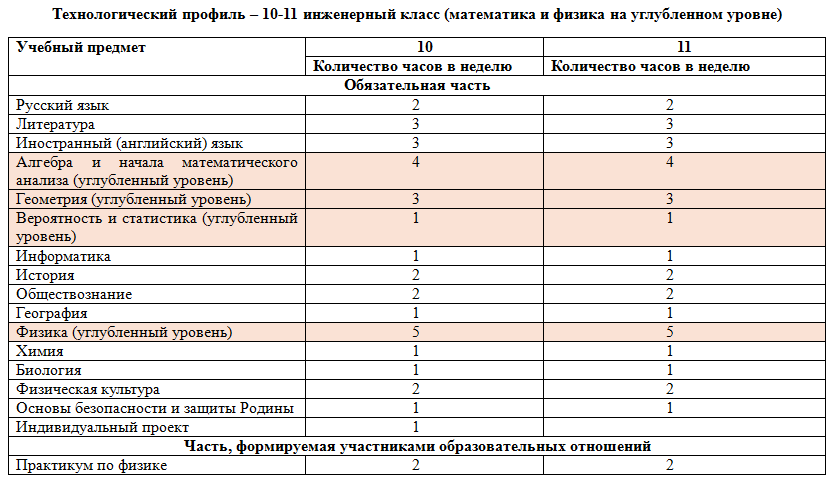 Технологический профиль – 10-11 инженерный класс (математика и физика на углубленном уровне)
Учебный предмет 10 11
Количество часов в неделю Количество часов в неделю
Обязательная часть
Русский язык 2 2
Литература 3 3
Иностранный (английский) язык 3 3
Алгебра и начала математического 4 4
анализа (углубленный уровень)
Геометрия (углубленный уровень) 3 3
Вероятность и статистика (углубленный 1 1
уровень)
Информатика 1 1
История 2 2
Обществознание 2 2
География 1 1
Физика (углубленный уровень) 5 5
Химия 1 1
Биология 1 1
Физическая культура 2 2
Основы безопасности и защиты Родины 1 1
Индивидуальный проект 1
Часть, формируемая участниками образовательных отношений
Практикум по физике 2 2